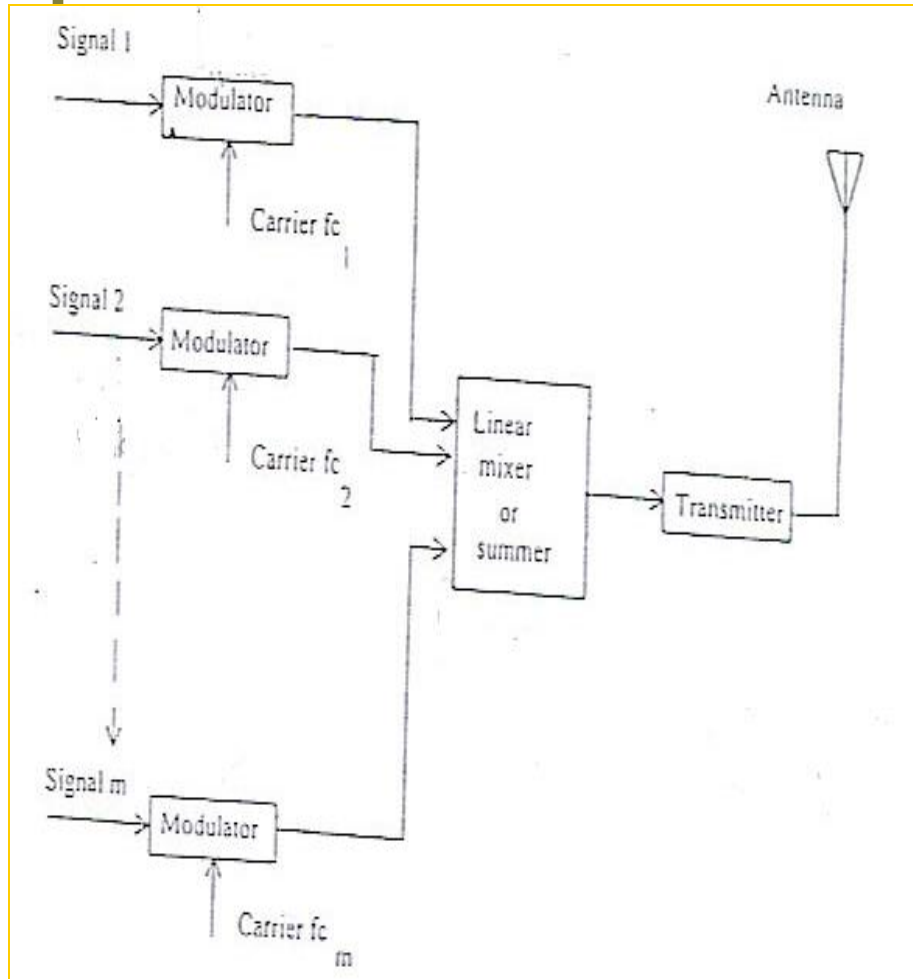 Signal 1
Modulator
Antenna
Carrier fc
1
Signal 2
Modulator
Carrier fc
2
Linear
mixer
or
summer
Transmitter
Signal m
Modulator
Carrier fc
m